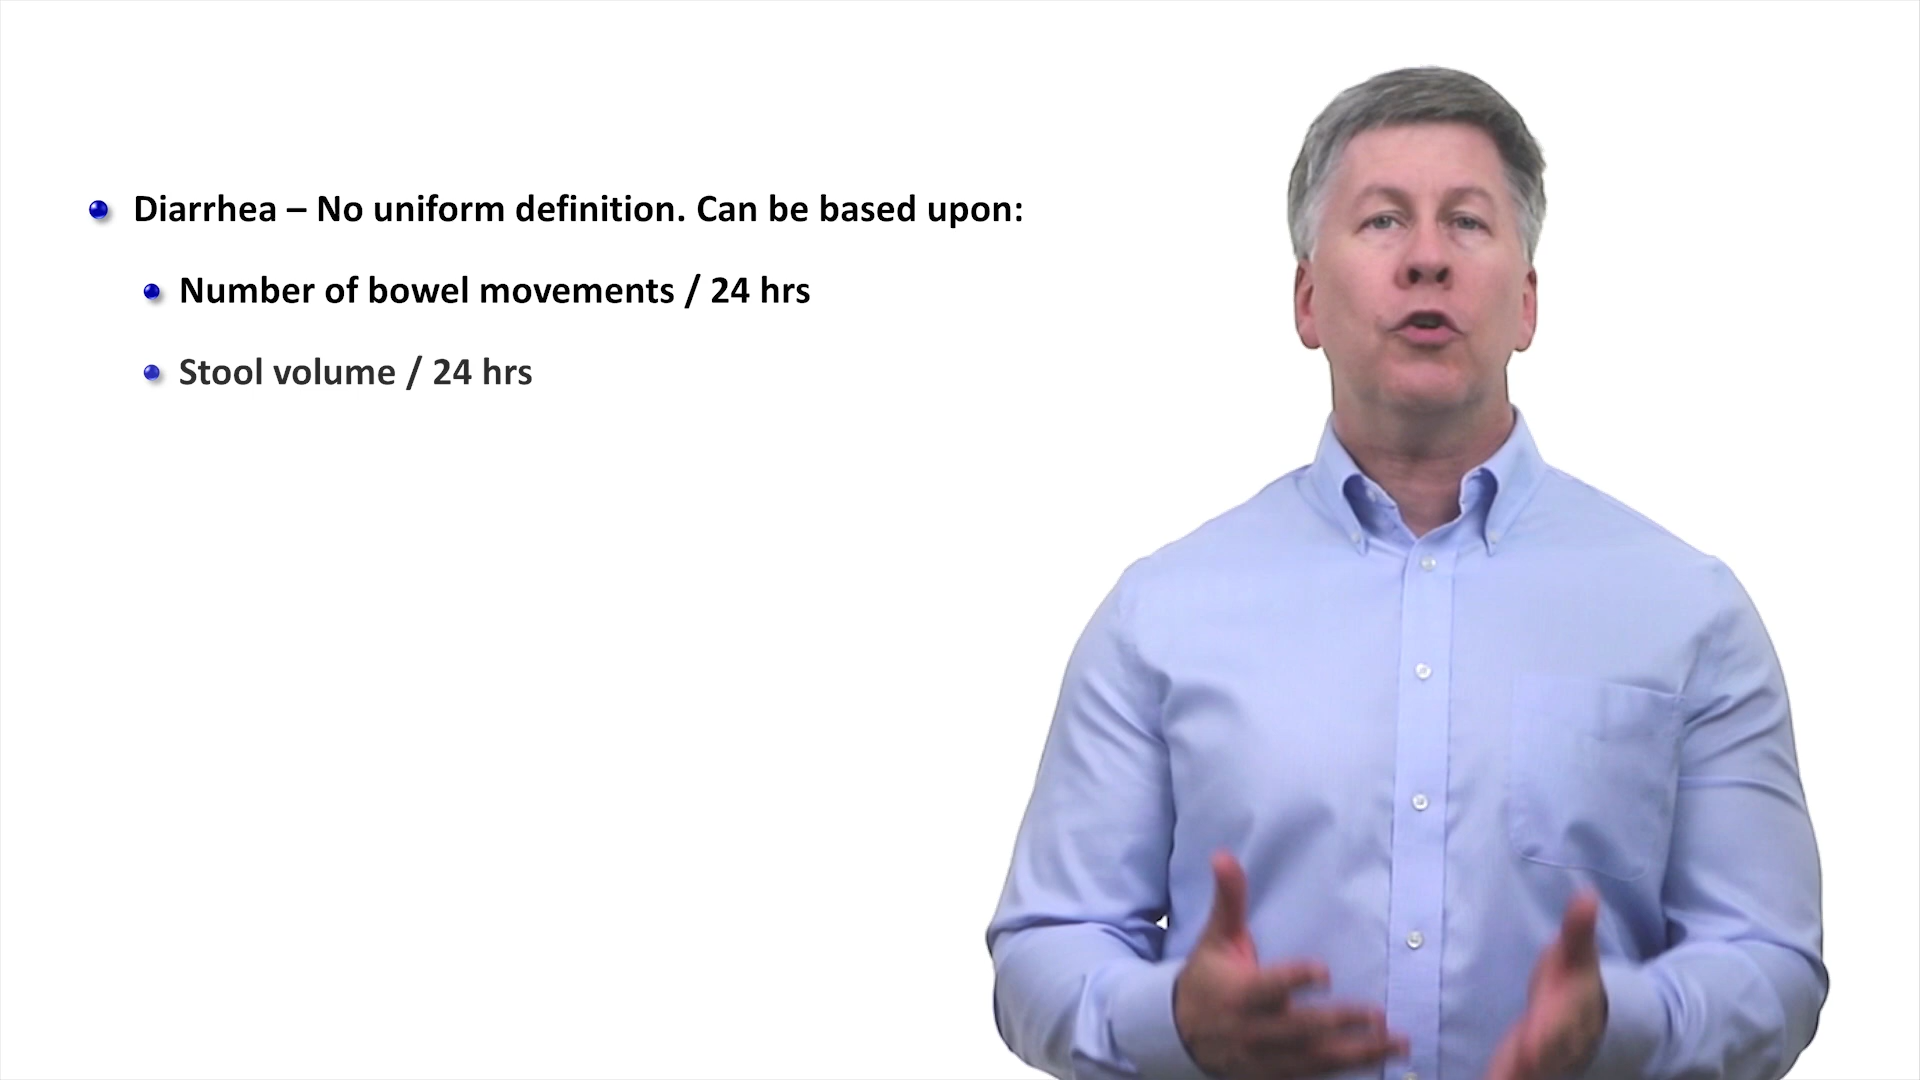 Diarrhea – No uniform definition. Can be based upon:
Number of bowel movements / 24 hrs
Stool volume / 24 hrs